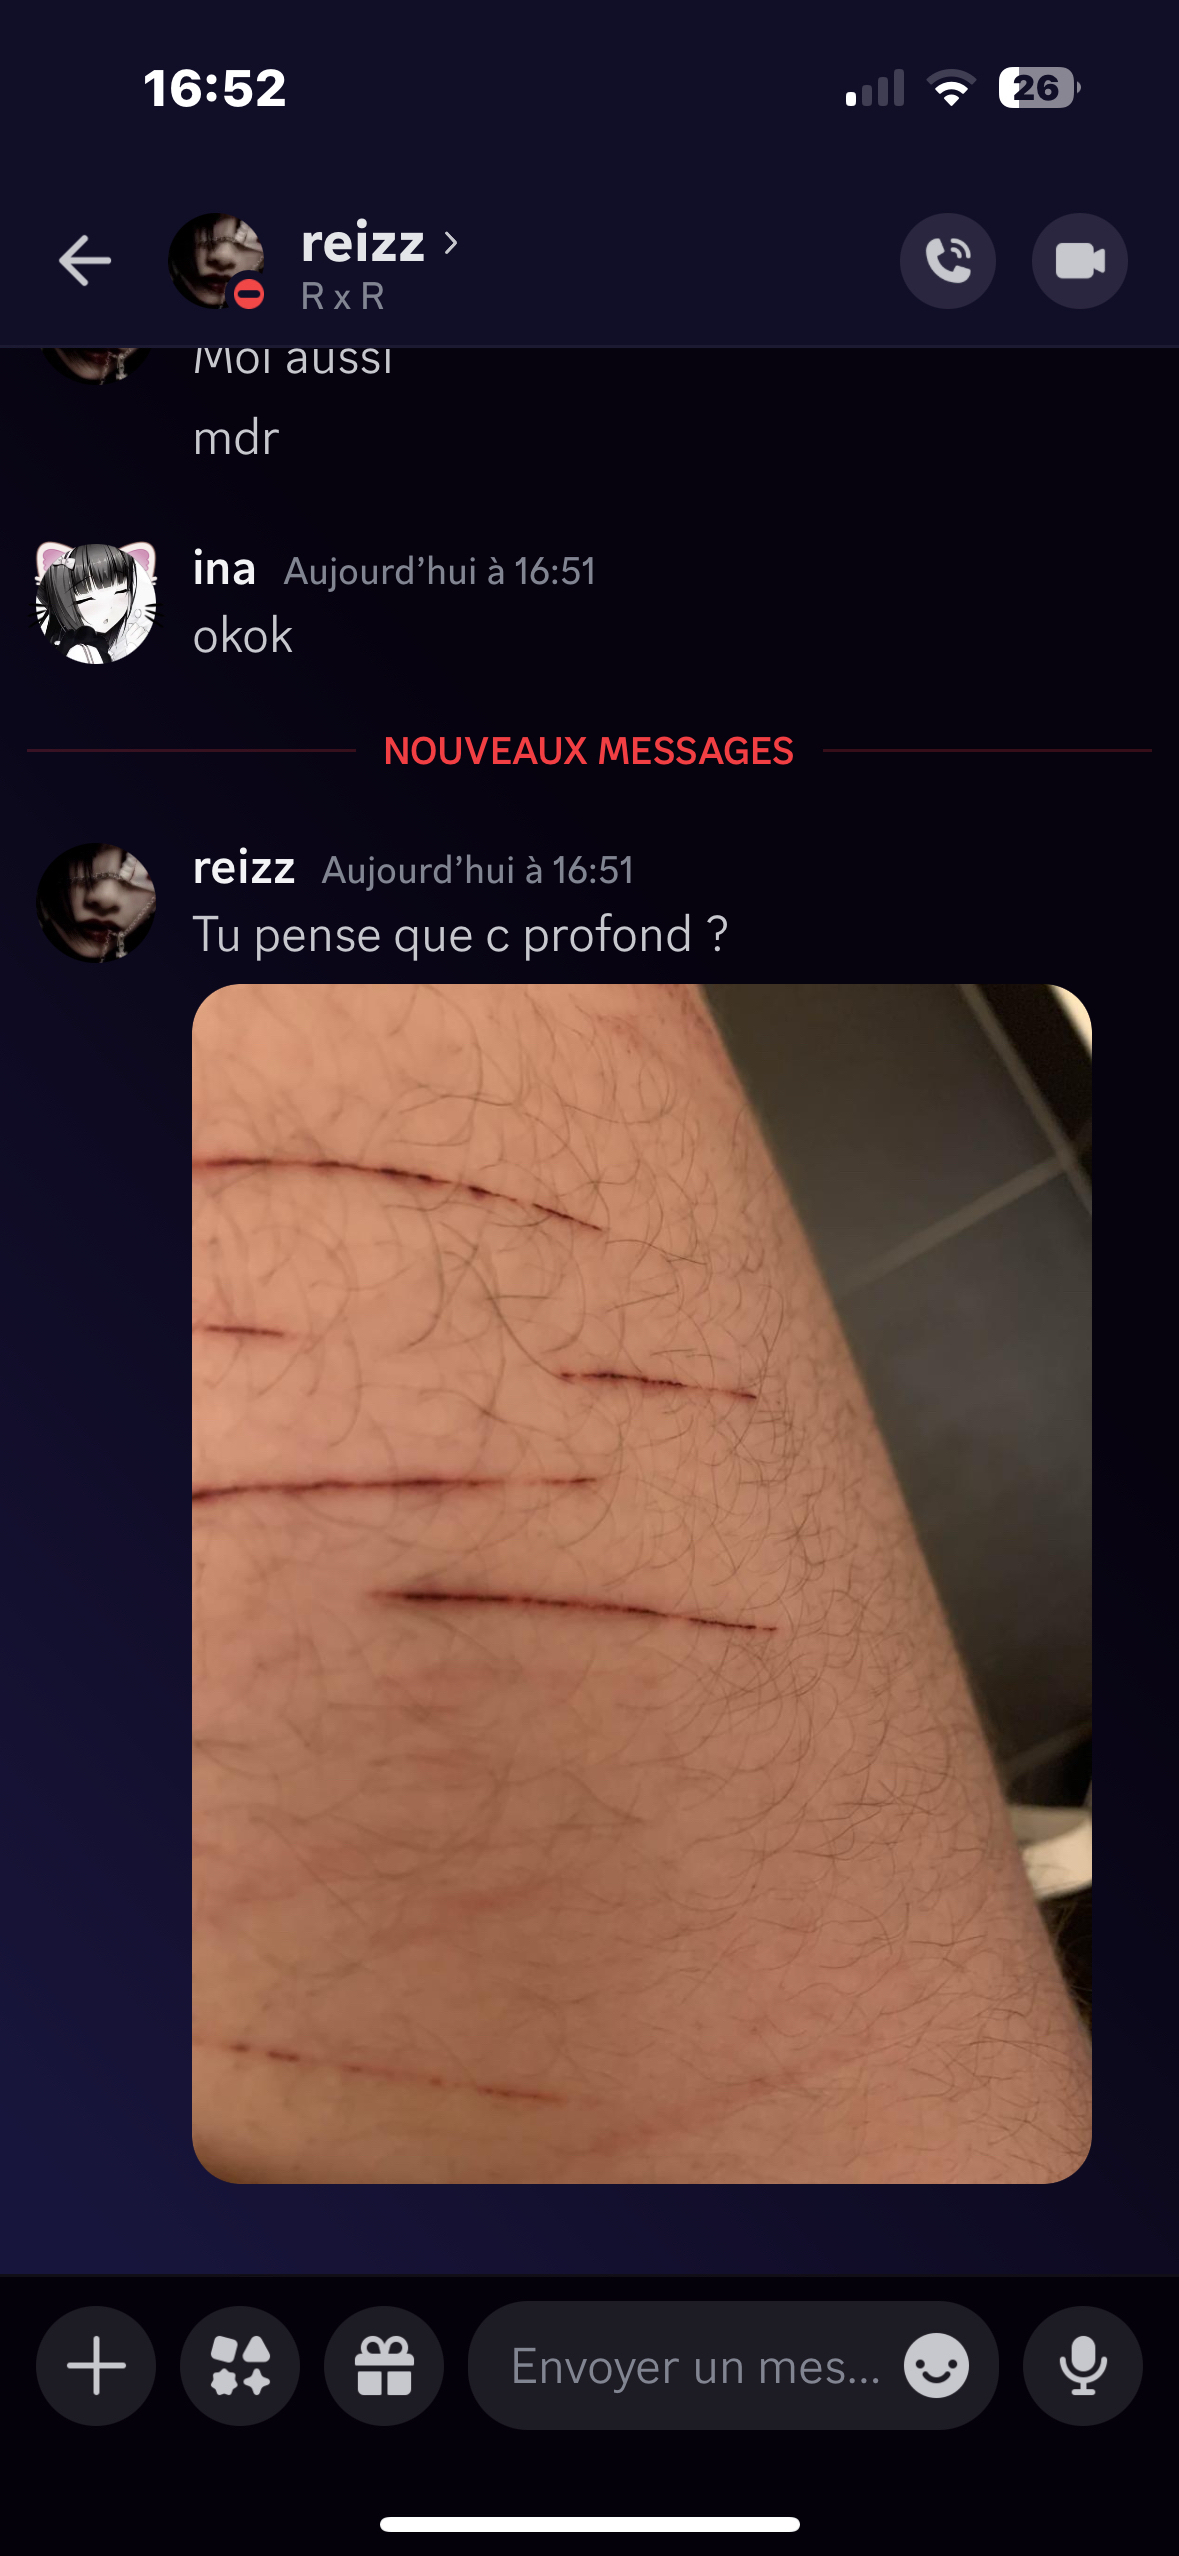 16:52
26
reizz
R x R
Moi aussi
mdr
ina Aujourd’hui à 16:51
okok
NOUVEAUX MESSAGES
reizz Aujourd’hui à 16:51
Tu pense que c profond ?
Envoyer un mes...